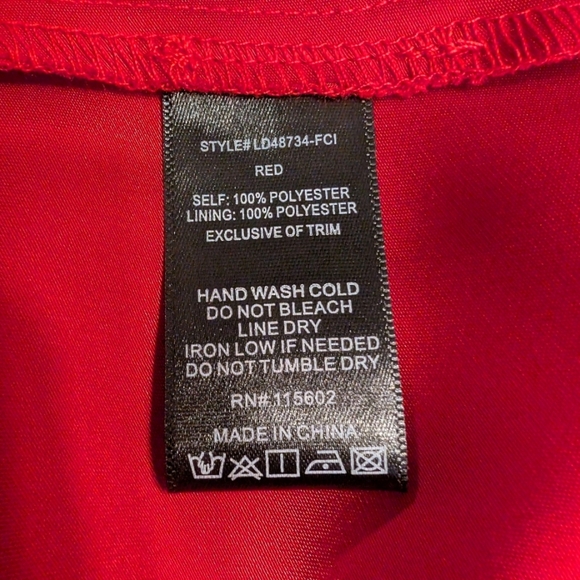 STYLE# LD48734-FCI
RED
SELF: 100% POLYESTER
LINING: 100% POLYESTER
EXCLUSIVE OF TRIM
HAND WASH COLD
DO NOT BLEACH
LINE DRY
IRON LOW IF NEEDED
DO NOT TUMBLE DRY
RN#.115602
MADE IN CHINA